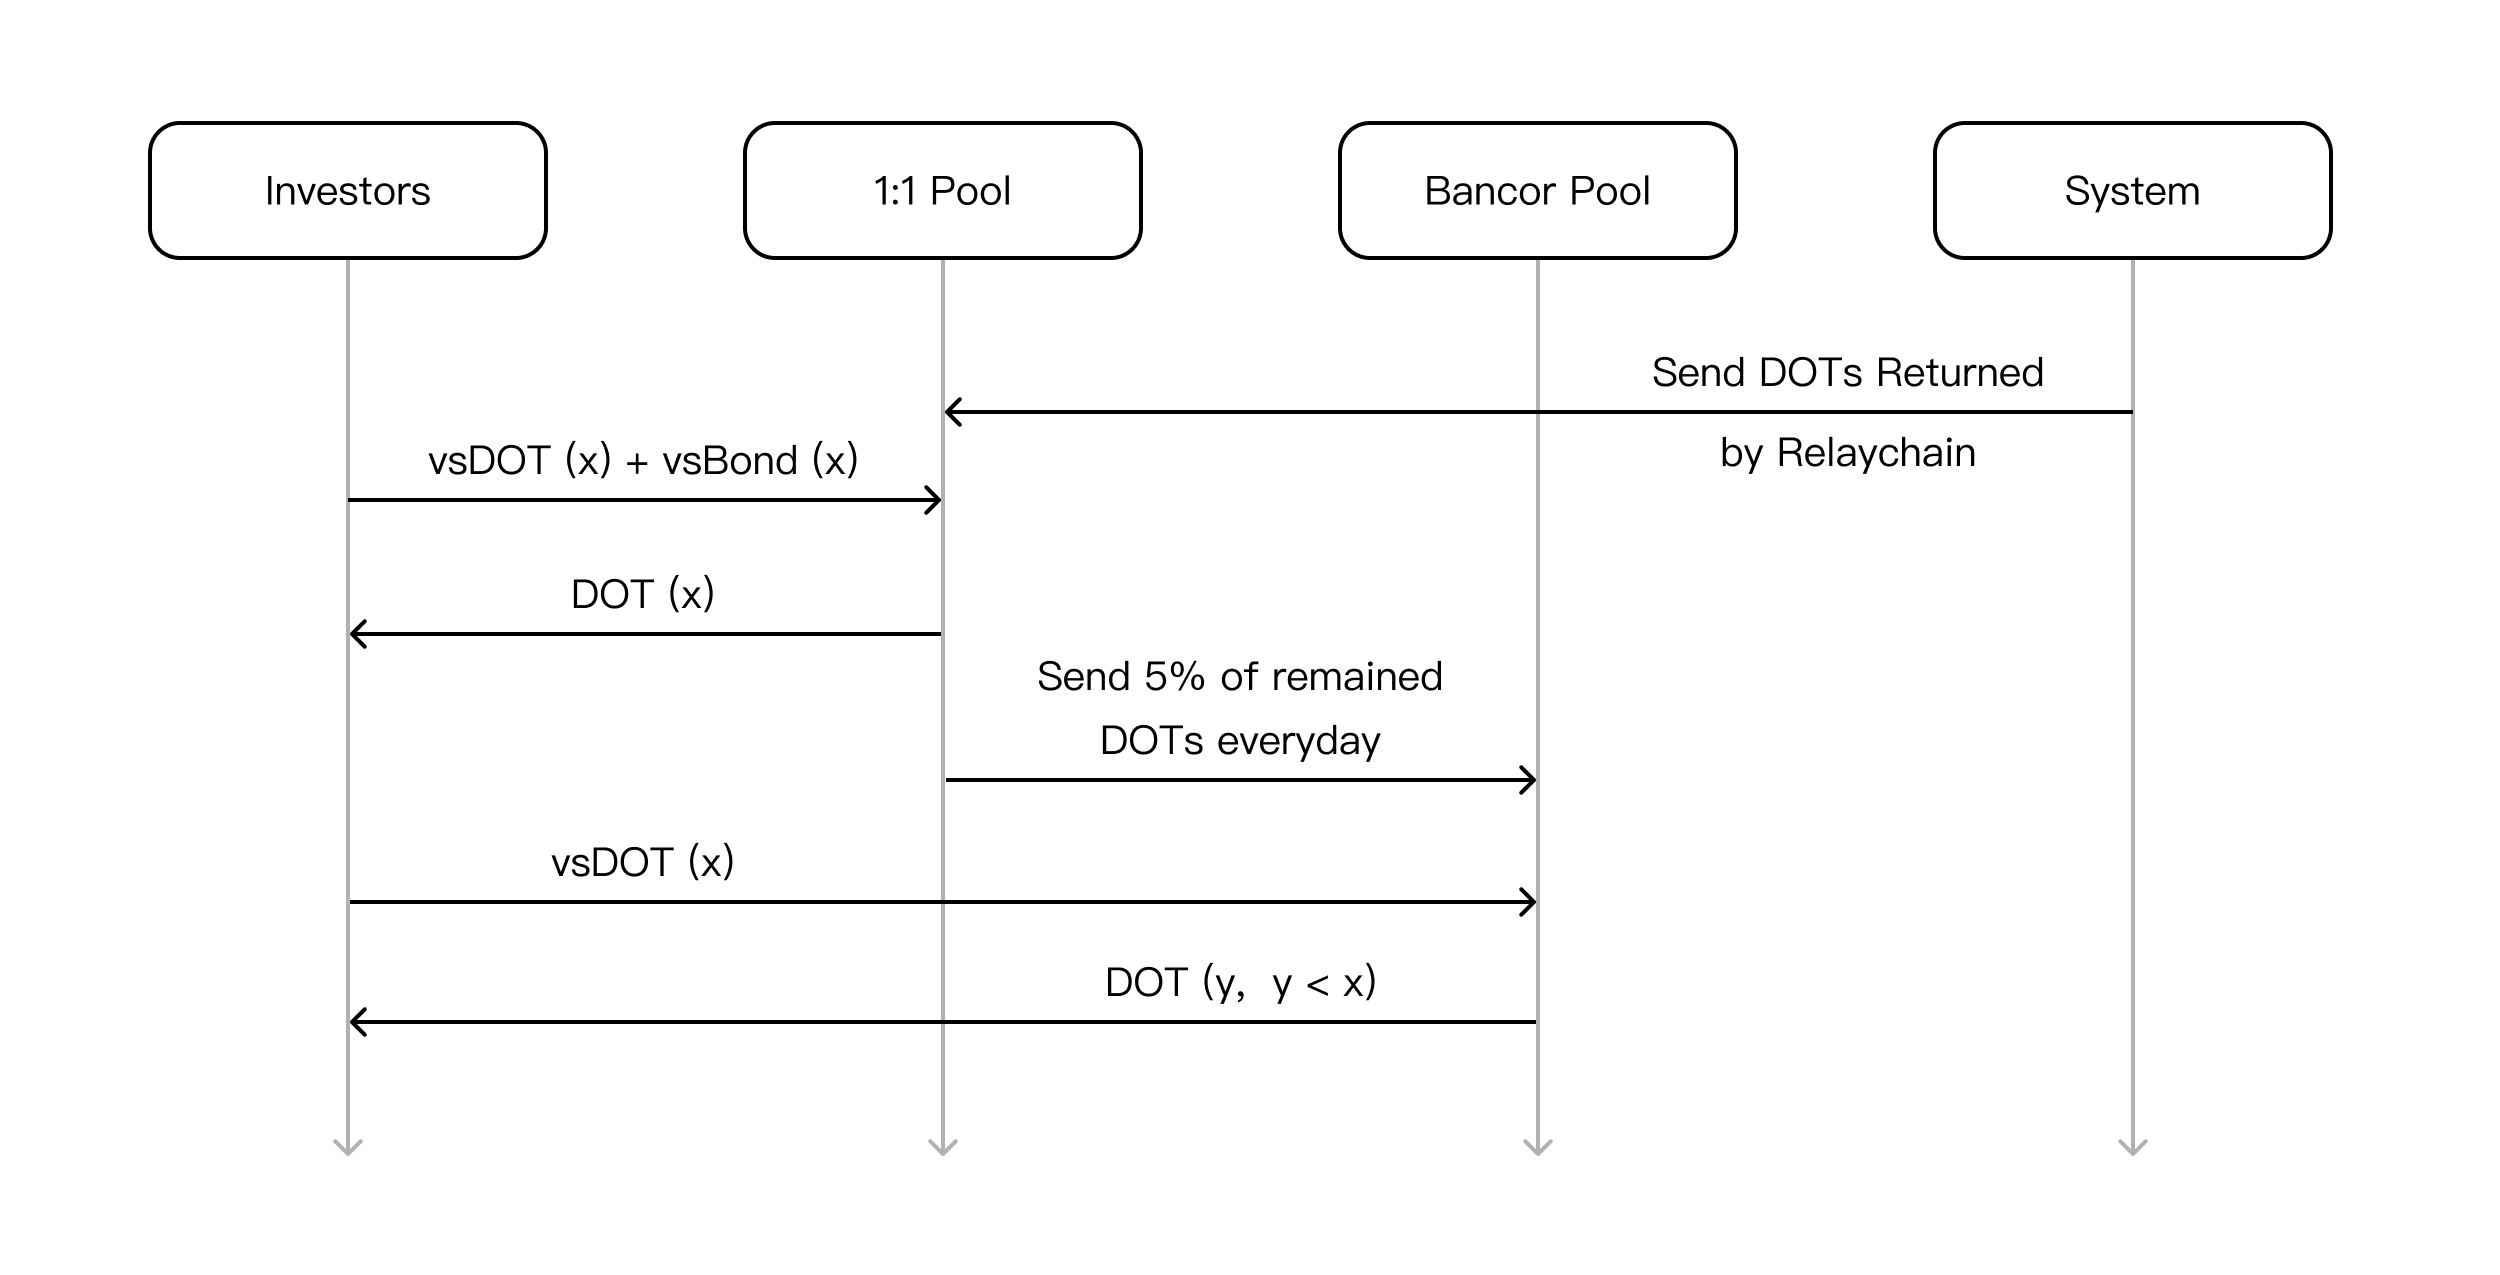 Investors
1:1 Pool
Bancor Pool
System
Send DOTs Returned
by Relaychain
vsDOT (x) + vsBond (x)
DOT (x)
Send 5% of remained
DOTs everyday
vsDOT (x)
DOT (y, y < x)